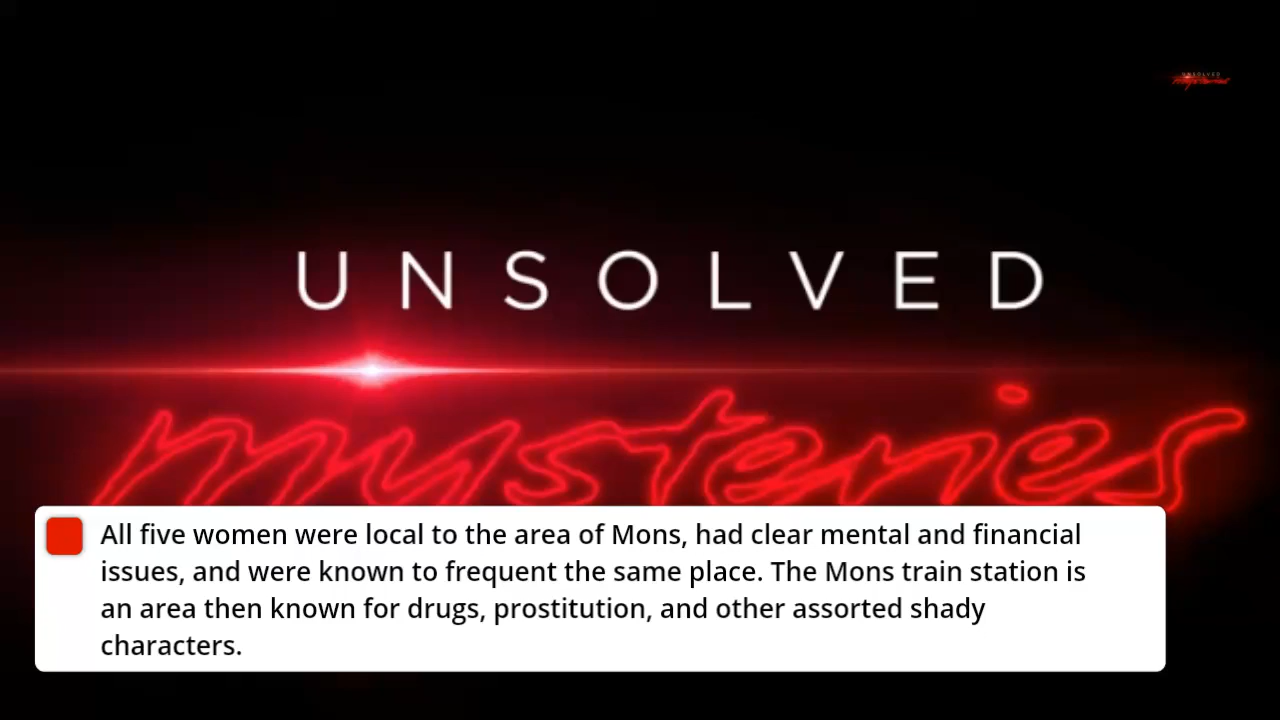 UNSOLVED
mysteries
UNSOLVED
mysteries
All five women were local to the area of Mons, had clear mental and financial
issues, and were known to frequent the same place. The Mons train station is
an area then known for drugs, prostitution, and other assorted shady
characters.